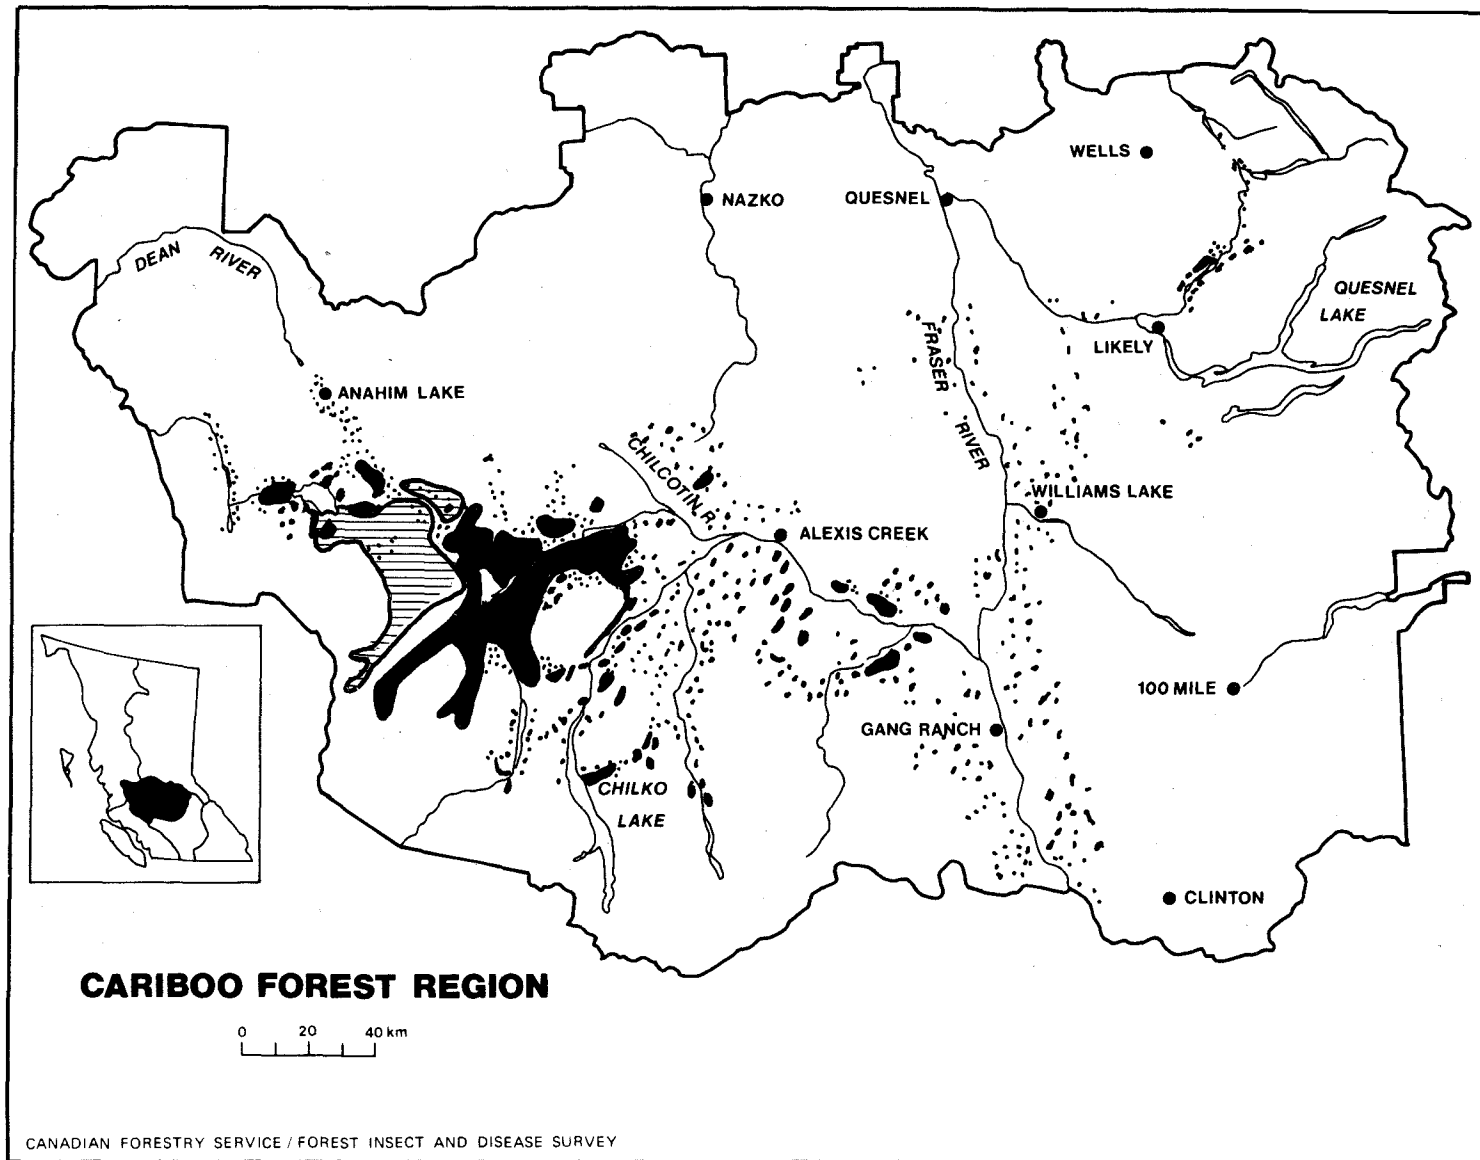 WELLS
NAZKO
QUESNEL
DEAN RIVER
QUESNEL
LAKE
FRASER RIVER
LIKELY
ANAHIM LAKE
CHILCOTIN R.
WILLIAMS LAKE
ALEXIS CREEK
100 MILE
GANG RANCH
CHILKO
LAKE
CLINTON
CARIBOO FOREST REGION
0 20 40 km
CANADIAN FORESTRY SERVICE / FOREST INSECT AND DISEASE SURVEY